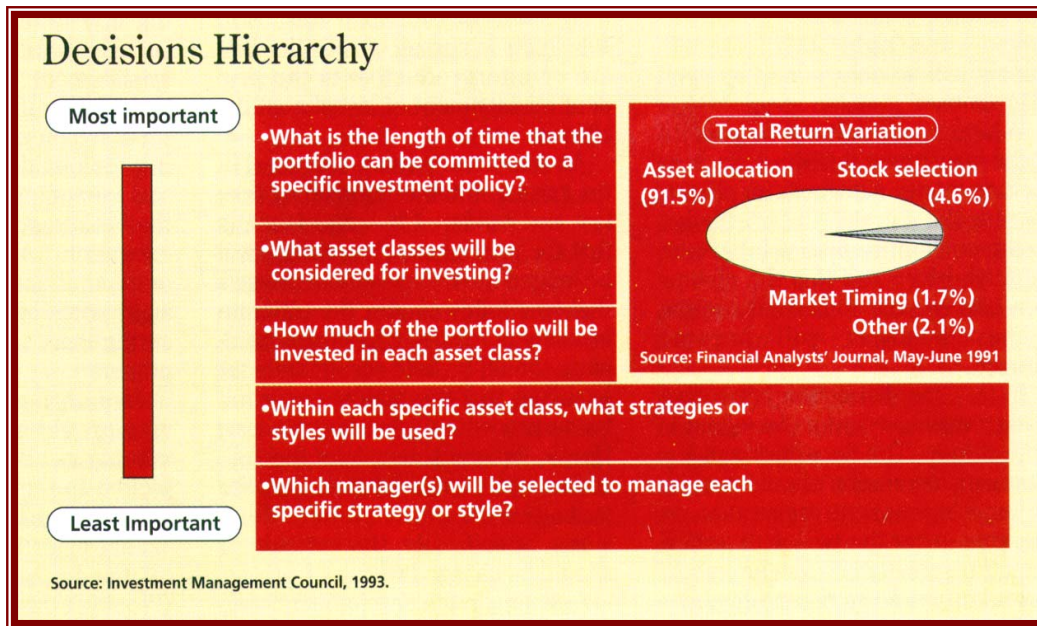 Decisions Hierarchy
Most important
•What is the length of time that the
portfolio can be committed to a
specific investment policy?
•What asset classes will be
considered for investing?
•How much of the portfolio will be
invested in each asset class?
Total Return Variation
Asset allocation
(91.5%)
Stock selection
(4.6%)
Market Timing (1.7%)
Other (2.1%)
Source: Financial Analysts' Journal, May-June 1991
•Within each specific asset class, what strategies or
styles will be used?
•Which manager(s) will be selected to manage each
specific strategy or style?
Least Important
Source: Investment Management Council, 1993.